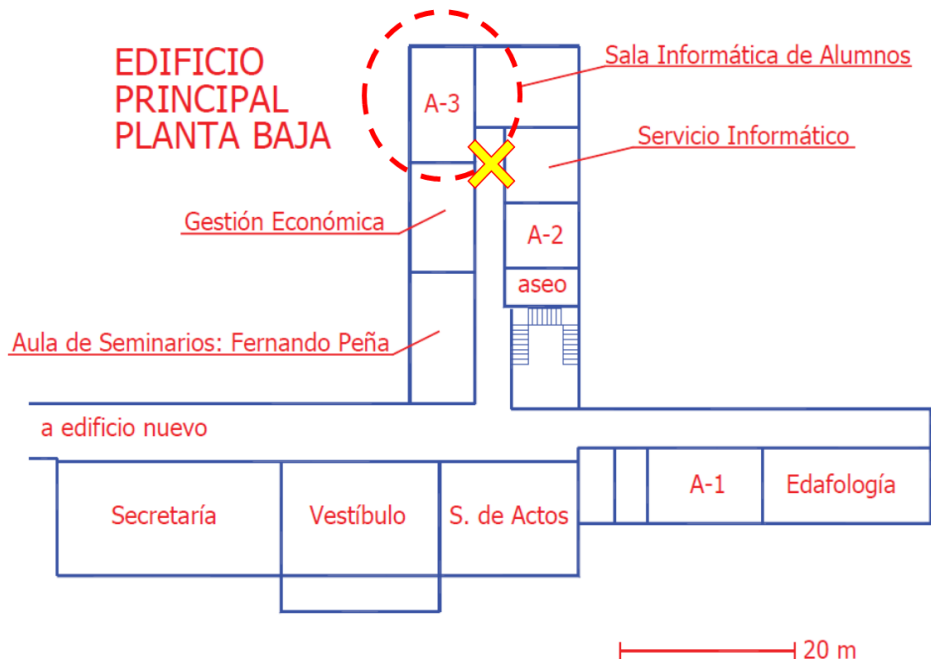 EDIFICIO
PRINCIPAL
PLANTA BAJA
Sala Informática de Alumnos
A-3
Servicio Informático
Gestión Económica
A-2
aseo
Aula de Seminarios: Fernando Peña
a edificio nuevo
Secretaría
Vestíbulo
S. de Actos
A-1
Edafología
20 m